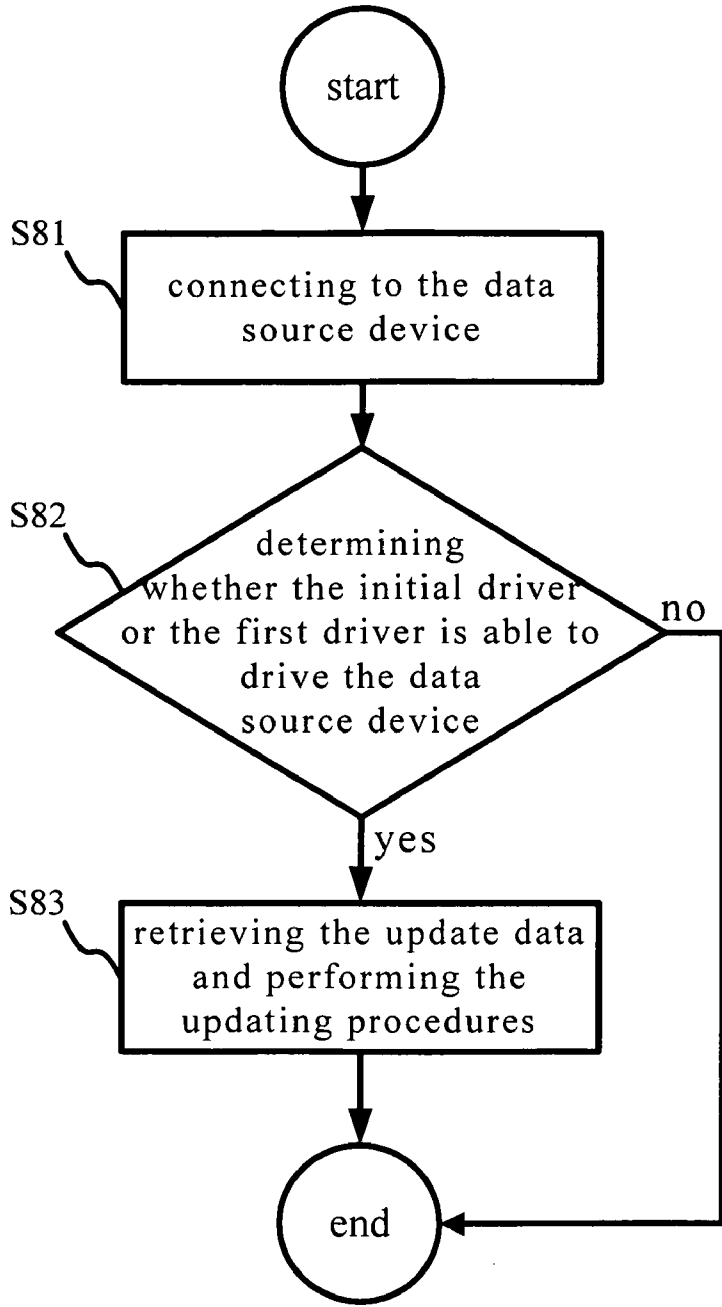 start
S81
connecting to the data
source device
S82
determining
whether the initial driver
or the first driver is able to
drive the data
source device
no
yes
S83
retrieving the update data
and performing the
updating procedures
end